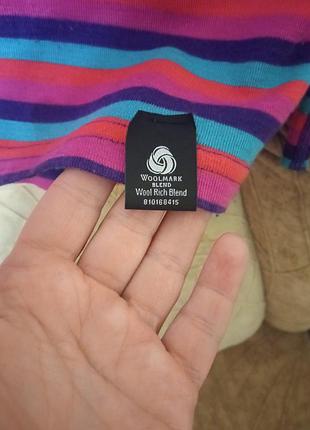 WOOLMARK
BLEND
Wool Rich Blend
810168415